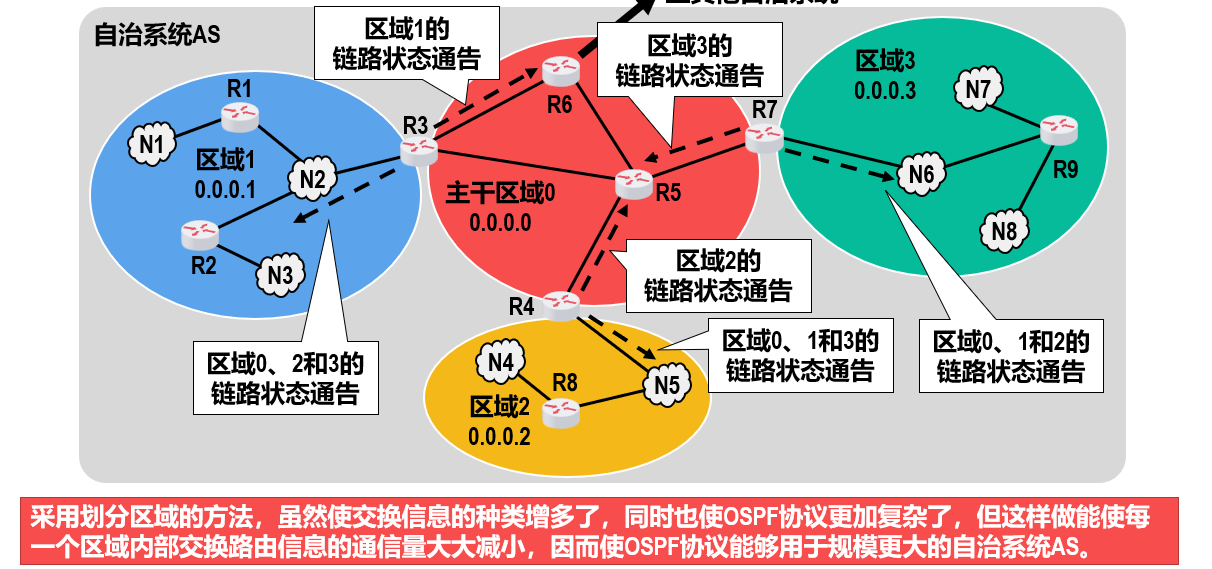 自治系统AS
区域1的
链路状态通告
区域3的
链路状态通告
区域3
0.0.0.3
R1
R6
R7
N7
R3
N1
区域1
0.0.0.1
N2
R9
N6
主干区域0
0.0.0.0
R5
R2
N3
N8
区域2的
链路状态通告
R4
区域0、2和3的
链路状态通告
区域0、1和3的
链路状态通告
区域0、1和2的
链路状态通告
N4
R8
N5
区域2
0.0.0.2
采用划分区域的方法，虽然使交换信息的种类增多了，同时也使OSPF协议更加复杂了，但这样做能使每
一个区域内部交换路由信息的通信量大大减小，因而使OSPF协议能够用于规模更大的自治系统AS。